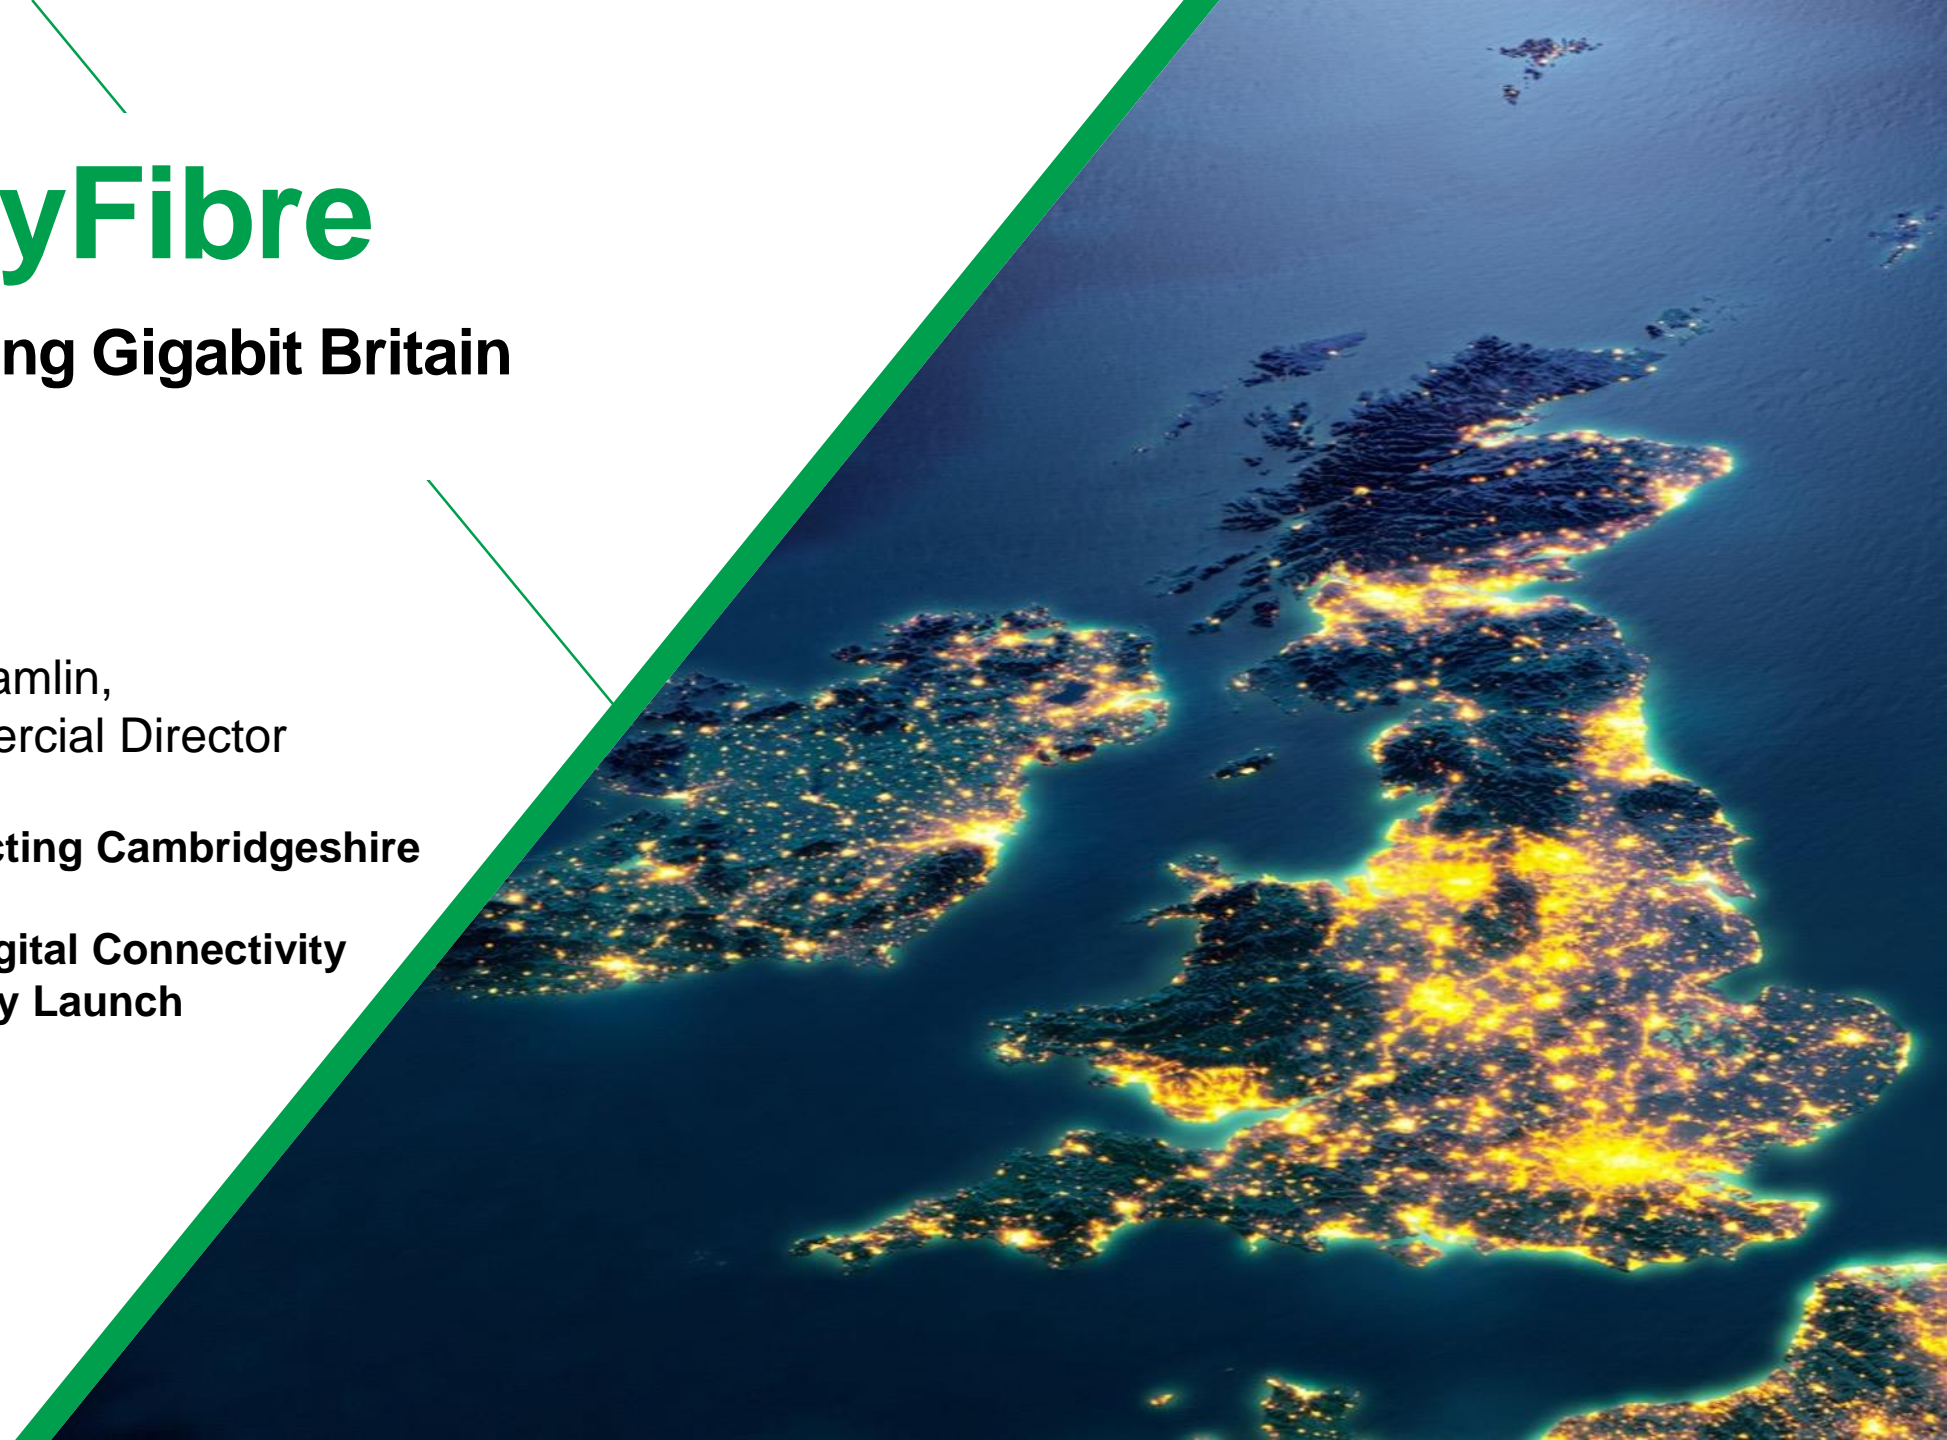 yFibre
ng Gigabit Britain
amlin,
ercial Director
cting Cambridgeshire
gital Connectivity
y Launch